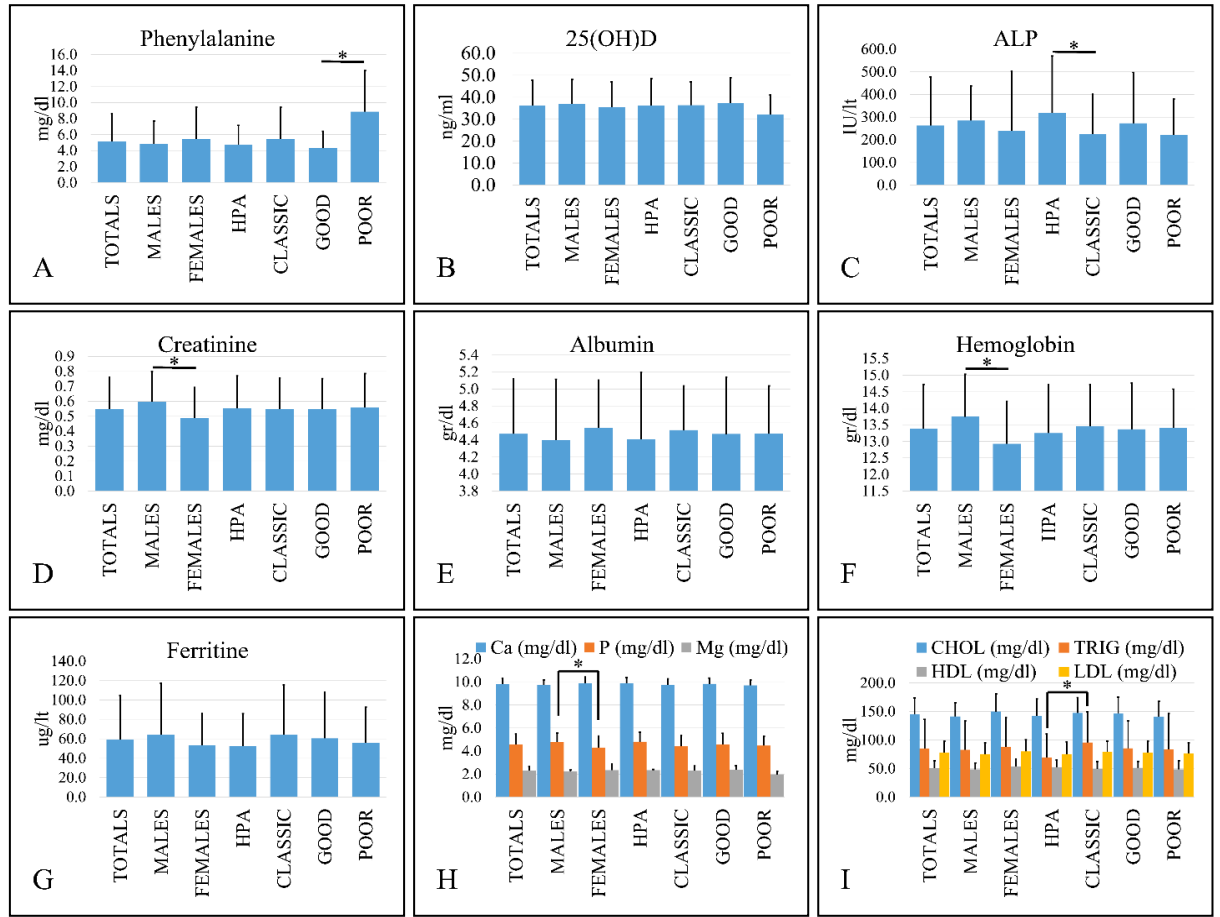 Phenylalanine
16.0
14.0
12.0
10.0
8.0
6.0
4.0
2.0
0.0
mg/dl
*
TOTALS
MALES
FEMALES
HPA
CLASSIC
GOOD
POOR
A
25(OH)D
60.0
50.0
40.0
30.0
20.0
10.0
0.0
ng/ml
TOTALS
MALES
FEMALES
HPA
CLASSIC
GOOD
POOR
B
ALP
600.0
500.0
400.0
300.0
200.0
100.0
0.0
IU/lt
*
TOTALS
MALES
FEMALES
HPA
CLASSIC
GOOD
POOR
C
Creatinine
0.9
0.8
0.7
0.6
0.5
0.4
0.3
0.2
0.1
0.0
mg/dl
*
TOTALS
MALES
FEMALES
HPA
CLASSIC
GOOD
POOR
D
Albumin
5.4
5.2
5.0
4.8
4.6
4.4
4.2
4.0
3.8
gr/dl
TOTALS
MALES
FEMALES
HPA
CLASSIC
GOOD
POOR
E
Hemoglobin
15.5
15.0
14.5
14.0
13.5
13.0
12.5
12.0
11.5
gr/dl
*
TOTALS
MALES
FEMALES
HPA
CLASSIC
GOOD
POOR
F
Ferritine
140.0
120.0
100.0
80.0
60.0
40.0
20.0
0.0
ug/lt
TOTALS
MALES
FEMALES
HPA
CLASSIC
GOOD
POOR
G
Ca (mg/dl) P (mg/dl) Mg (mg/dl)
12.0
10.0
8.0
6.0
4.0
2.0
0.0
mg/dl
*
TOTALS
MALES
FEMALES
HPA
CLASSIC
GOOD
POOR
H
CHOL (mg/dl) TRIG (mg/dl)
HDL (mg/dl) LDL (mg/dl)
200.0
150.0
100.0
50.0
0.0
mg/dl
*
TOTALS
MALES
FEMALES
HPA
CLASSIC
GOOD
POOR
I